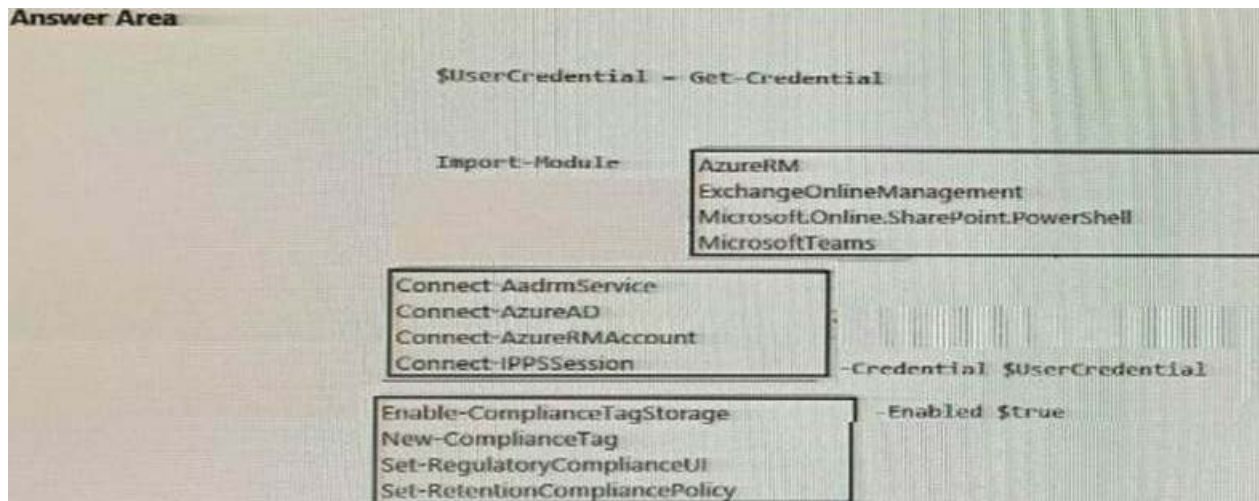 Answer Area
$UserCredential - Get-Credential
Import-Module
AzureRM
ExchangeOnlineManagement
Microsoft.Online.SharePoint.PowerShell
MicrosoftTeams
Connect-AadrmService
Connect-AzureAD
Connect-AzureRMAccount
Connect-IPPSSession
-Credential $UserCredential
Enable-ComplianceTagStorage
-Enabled $true
New-ComplianceTag
Set-RegulatoryComplianceUI
Set-RetentionCompliancePolicy